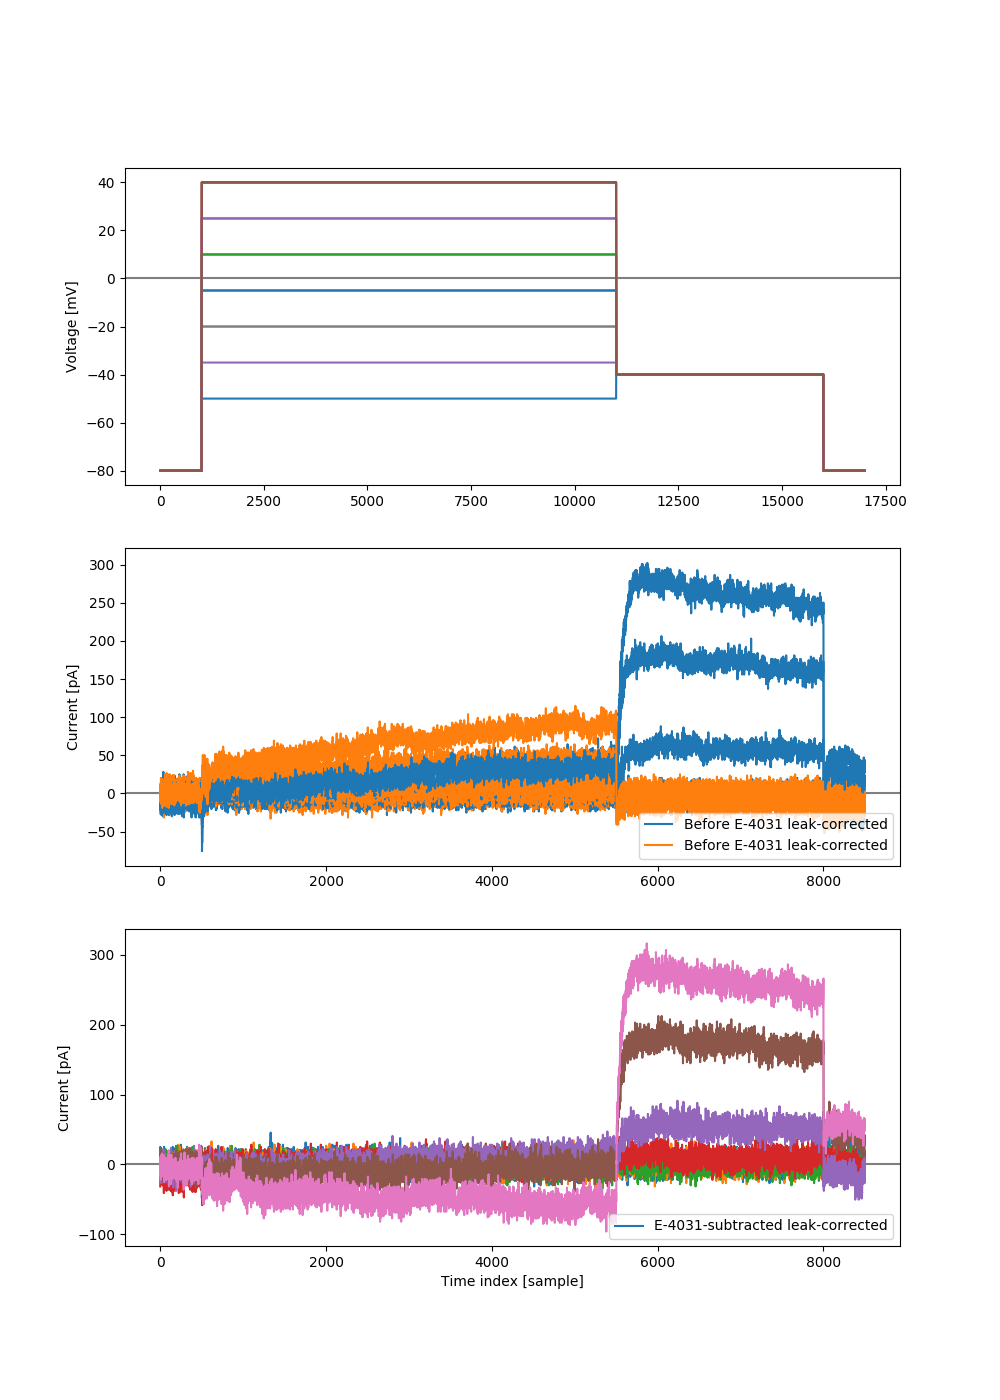 40
20
0
−20
−40
−60
−80
Voltage [mV]
0 2500 5000 7500 10000 12500 15000 17500
300
250
200
150
100
50
0
−50
Current [pA]
Before E-4031 leak-corrected
Before E-4031 leak-corrected
0 2000 4000 6000 8000
300
200
100
0
−100
Current [pA]
E-4031-subtracted leak-corrected
0 2000 4000 6000 8000
Time index [sample]